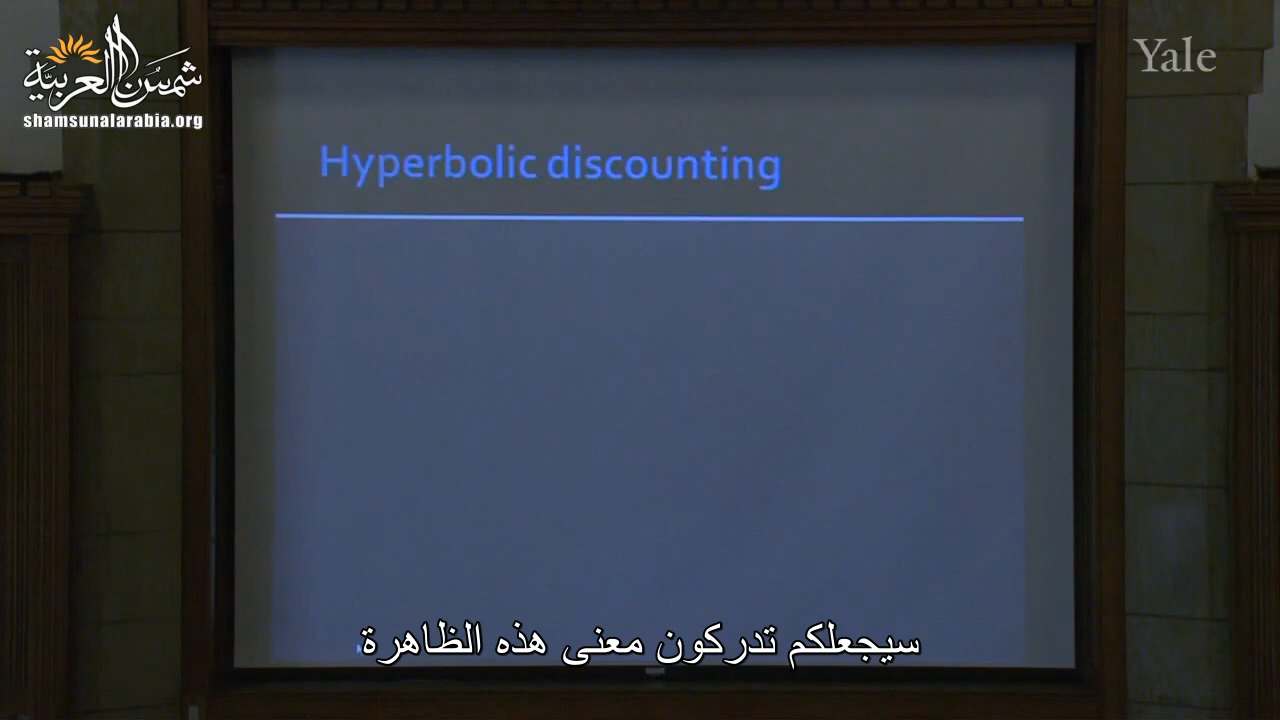 شمس العربية
shamsunalarabia.org
Yale
Hyperbolic discounting
سيجعلكم تدركون معنى هذه الظاهرة